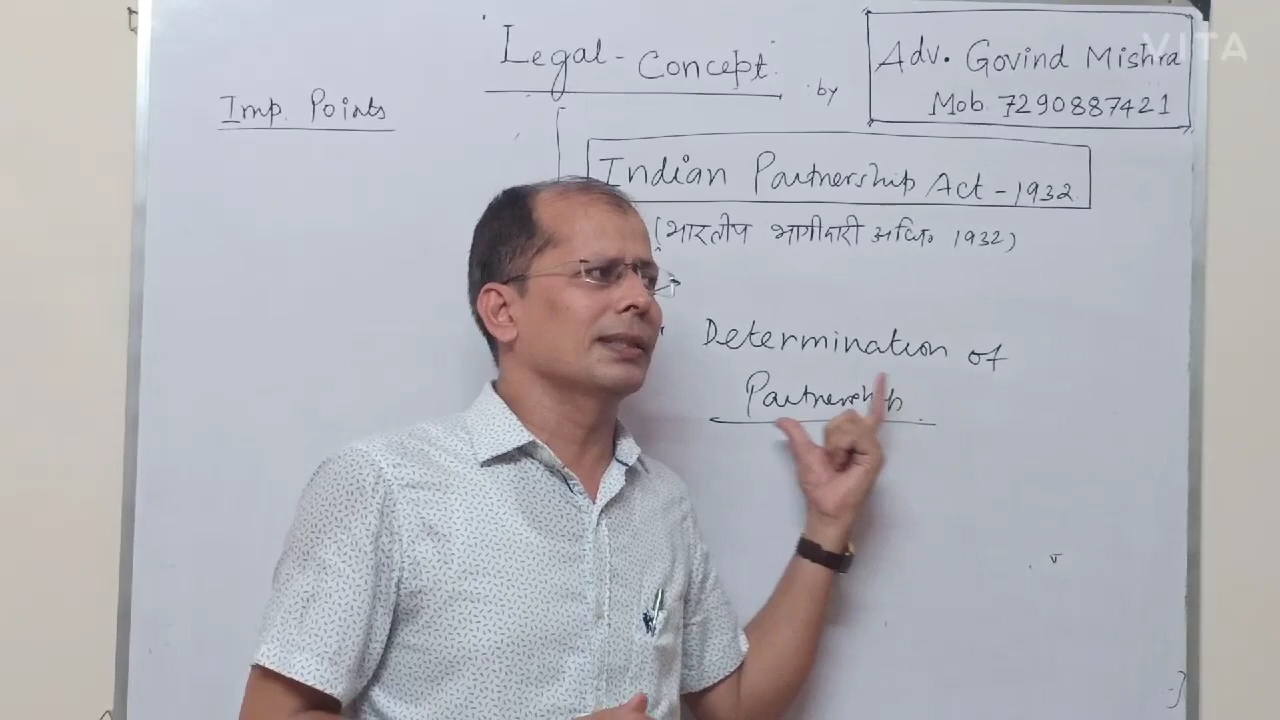 Legal - Concept
by
Adv. Govind Mishra
Mob. 7290887421
VITA
Imp. Points
Indian Partnership Act - 1932
(भारतीय भागीदारी अधि० 1932)
Determination of
Partnership